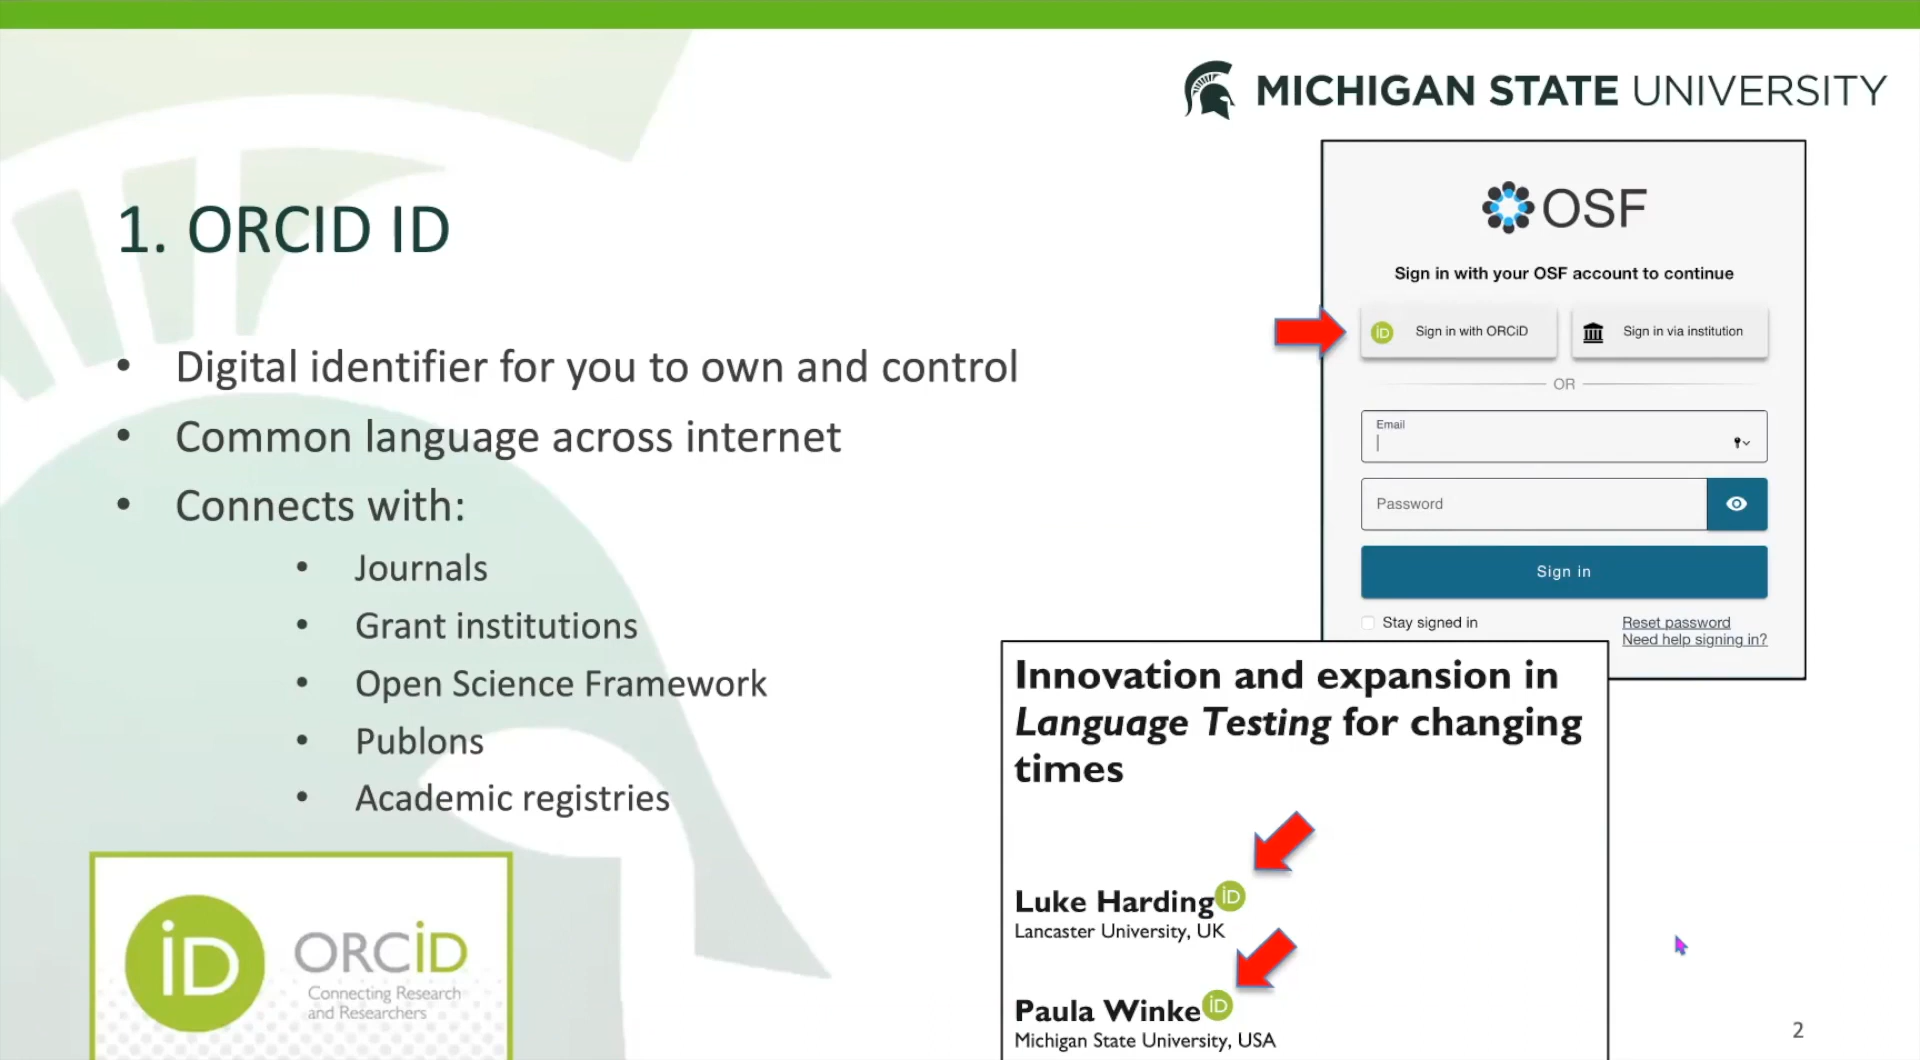 MICHIGAN STATE UNIVERSITY
1. ORCID ID
• Digital identifier for you to own and control
• Common language across internet
• Connects with:
• Journals
• Grant institutions
• Open Science Framework
• Publons
• Academic registries
iD ORCiD
Connecting Research
and Researchers
OSF
Sign in with your OSF account to continue
iD Sign in with ORCiD
Sign in via institution
OR
Email
Password
Sign in
Stay signed in
Reset password
Need help signing in?
Innovation and expansion in
Language Testing for changing
times
Luke Harding iD
Lancaster University, UK
Paula Winke iD
Michigan State University, USA
2